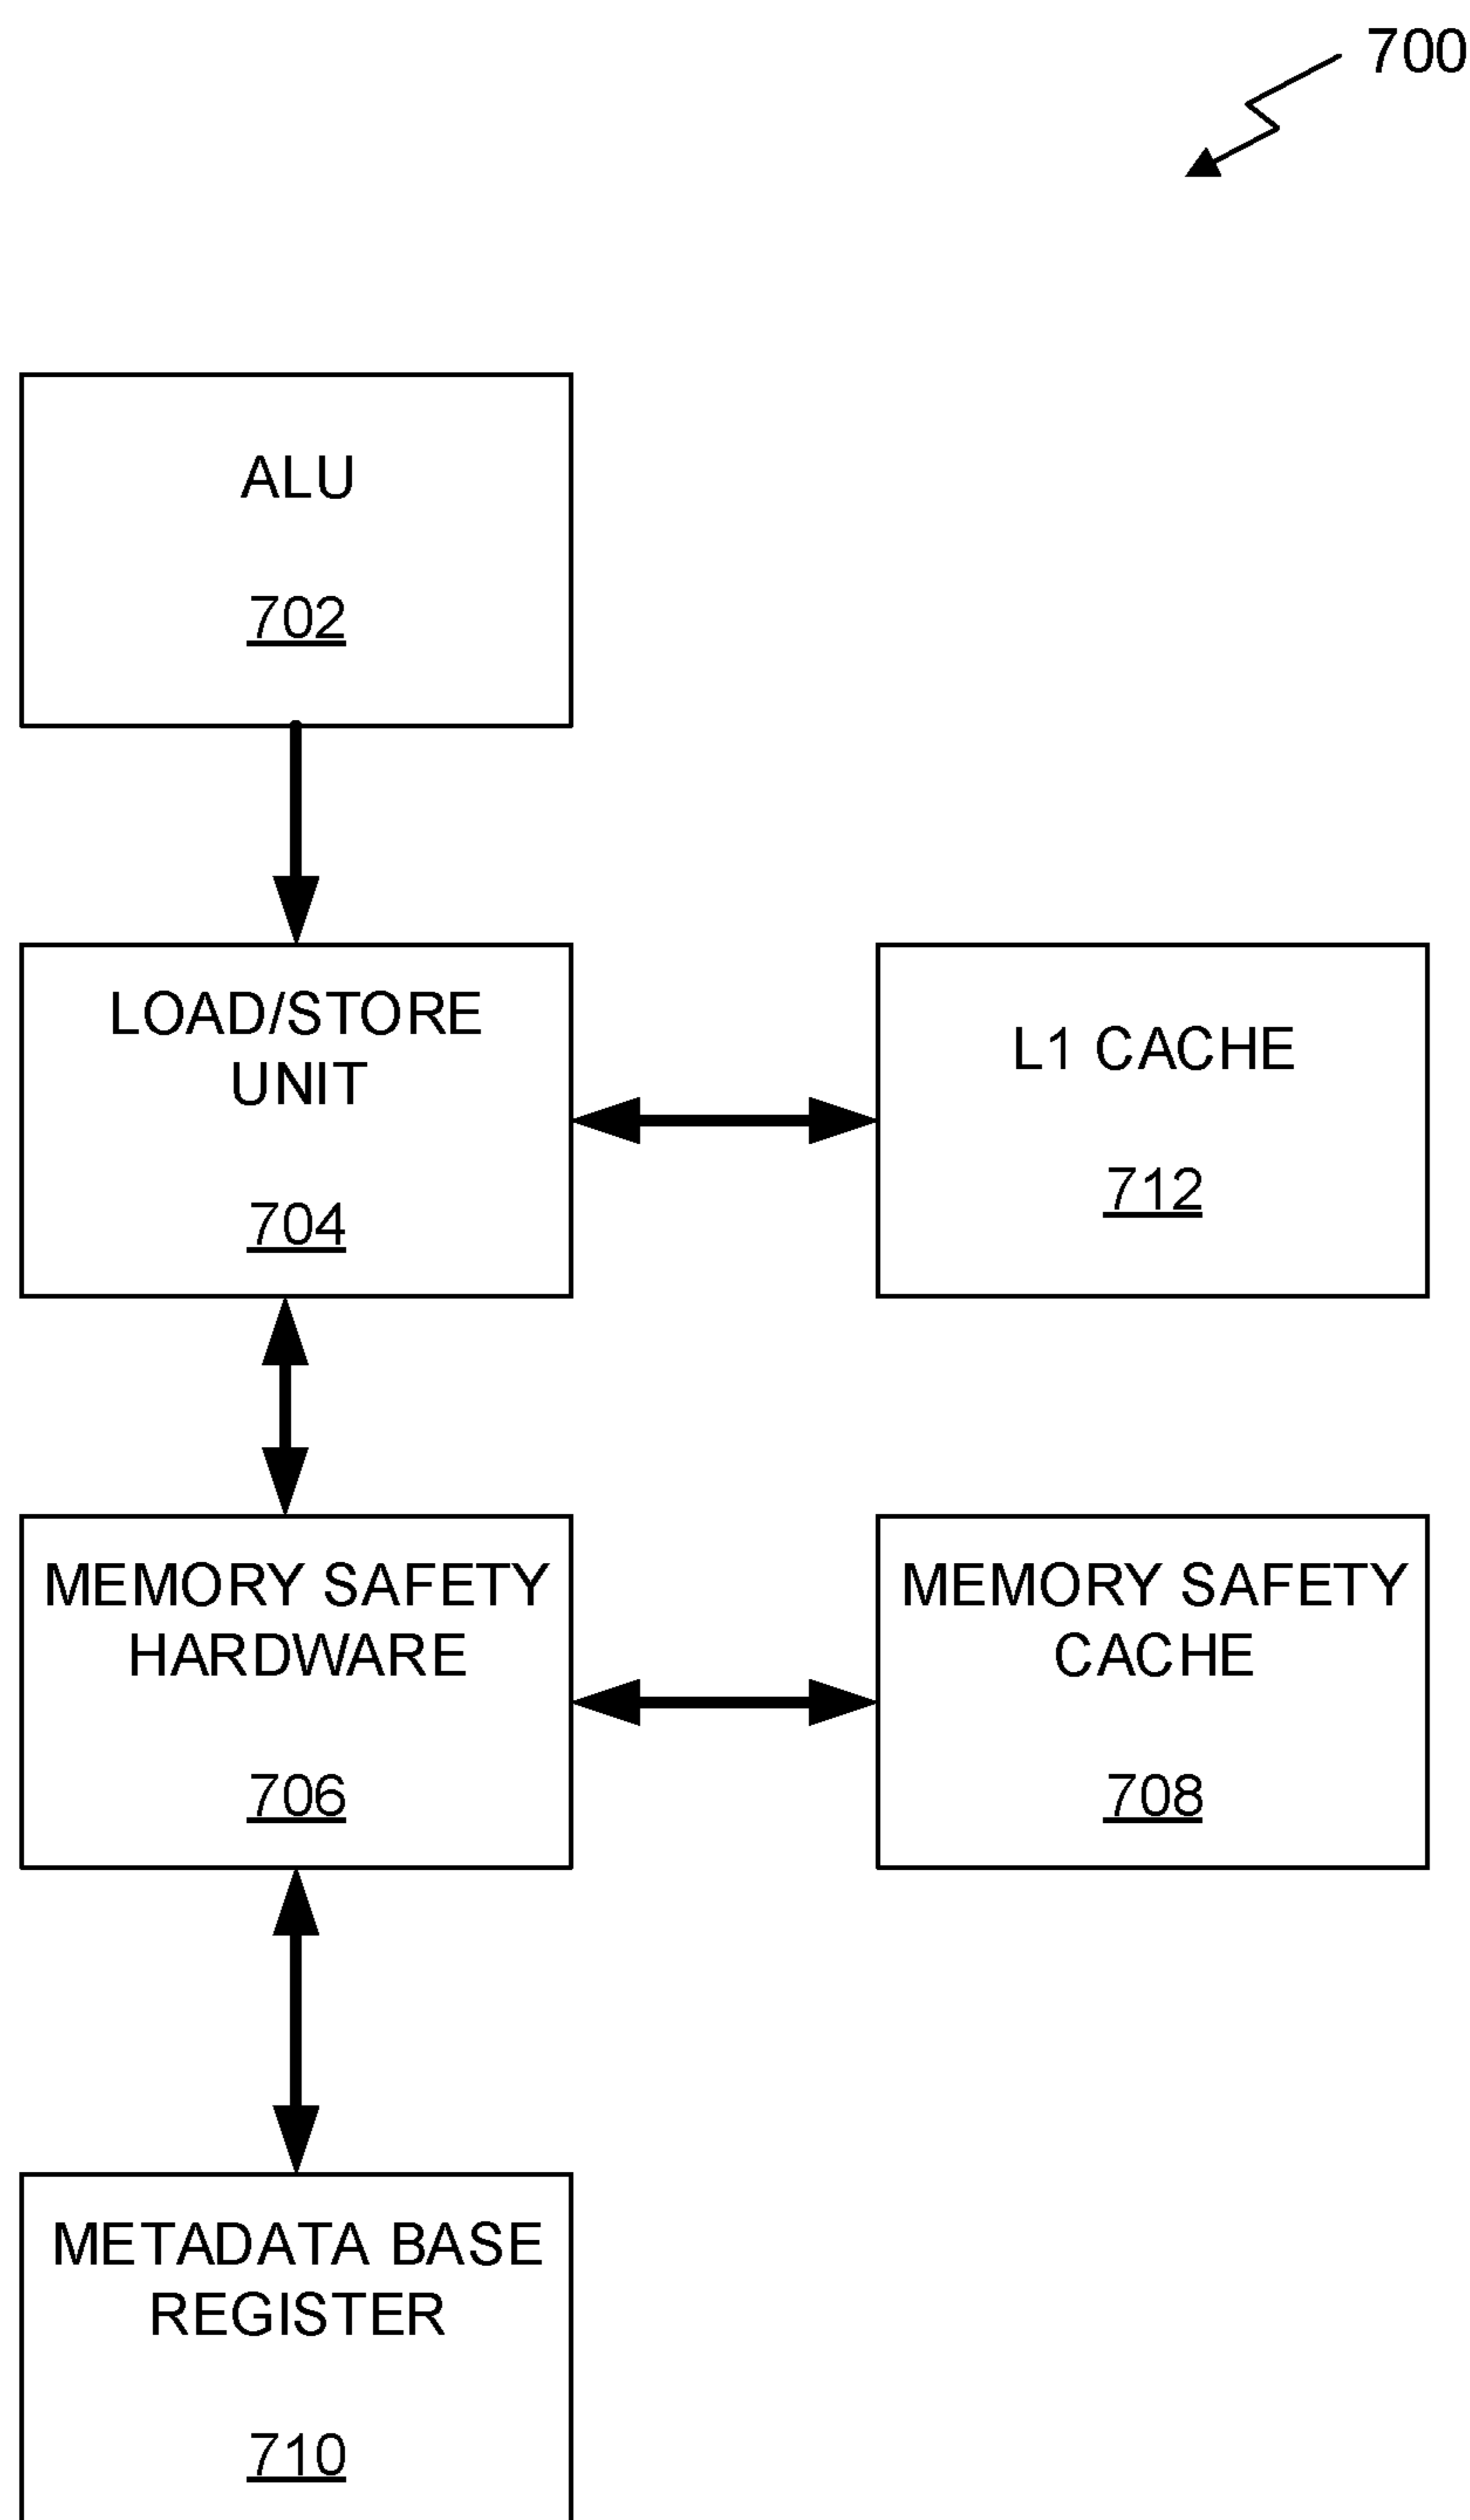 700
ALU
702
LOAD/STORE
UNIT
704
L1 CACHE
712
MEMORY SAFETY
HARDWARE
706
MEMORY SAFETY
CACHE
708
METADATA BASE
REGISTER
710